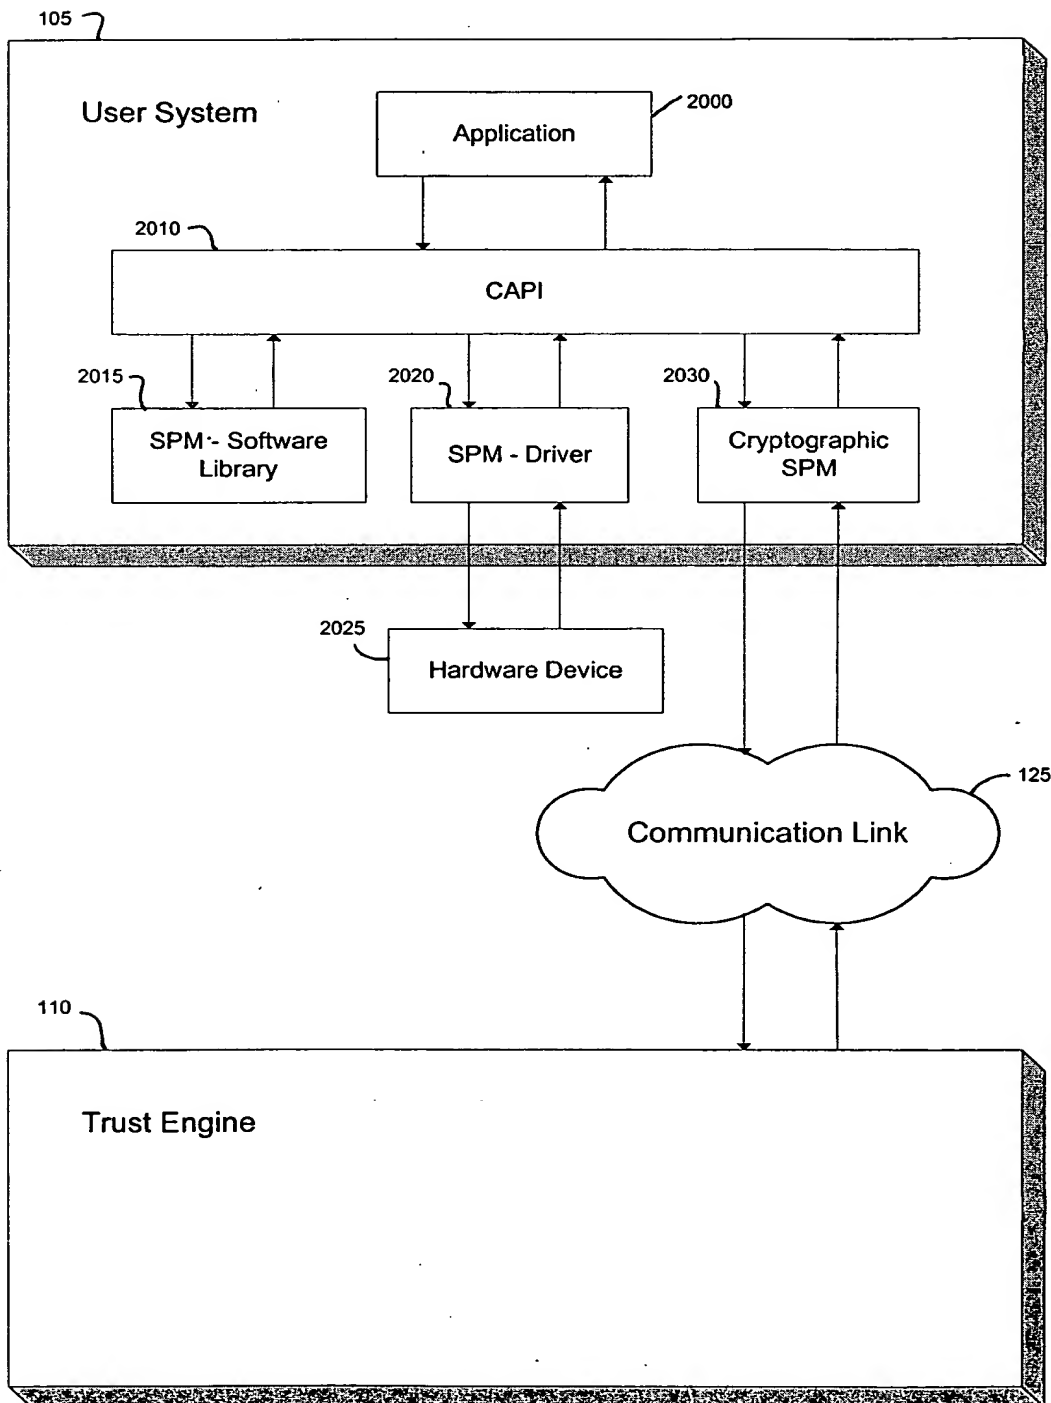 105
User System
2000
Application
2010
CAPI
2015
2020
2030
SPM - Software
Library
SPM - Driver
Cryptographic
SPM
2025
Hardware Device
125
Communication Link
110
Trust Engine